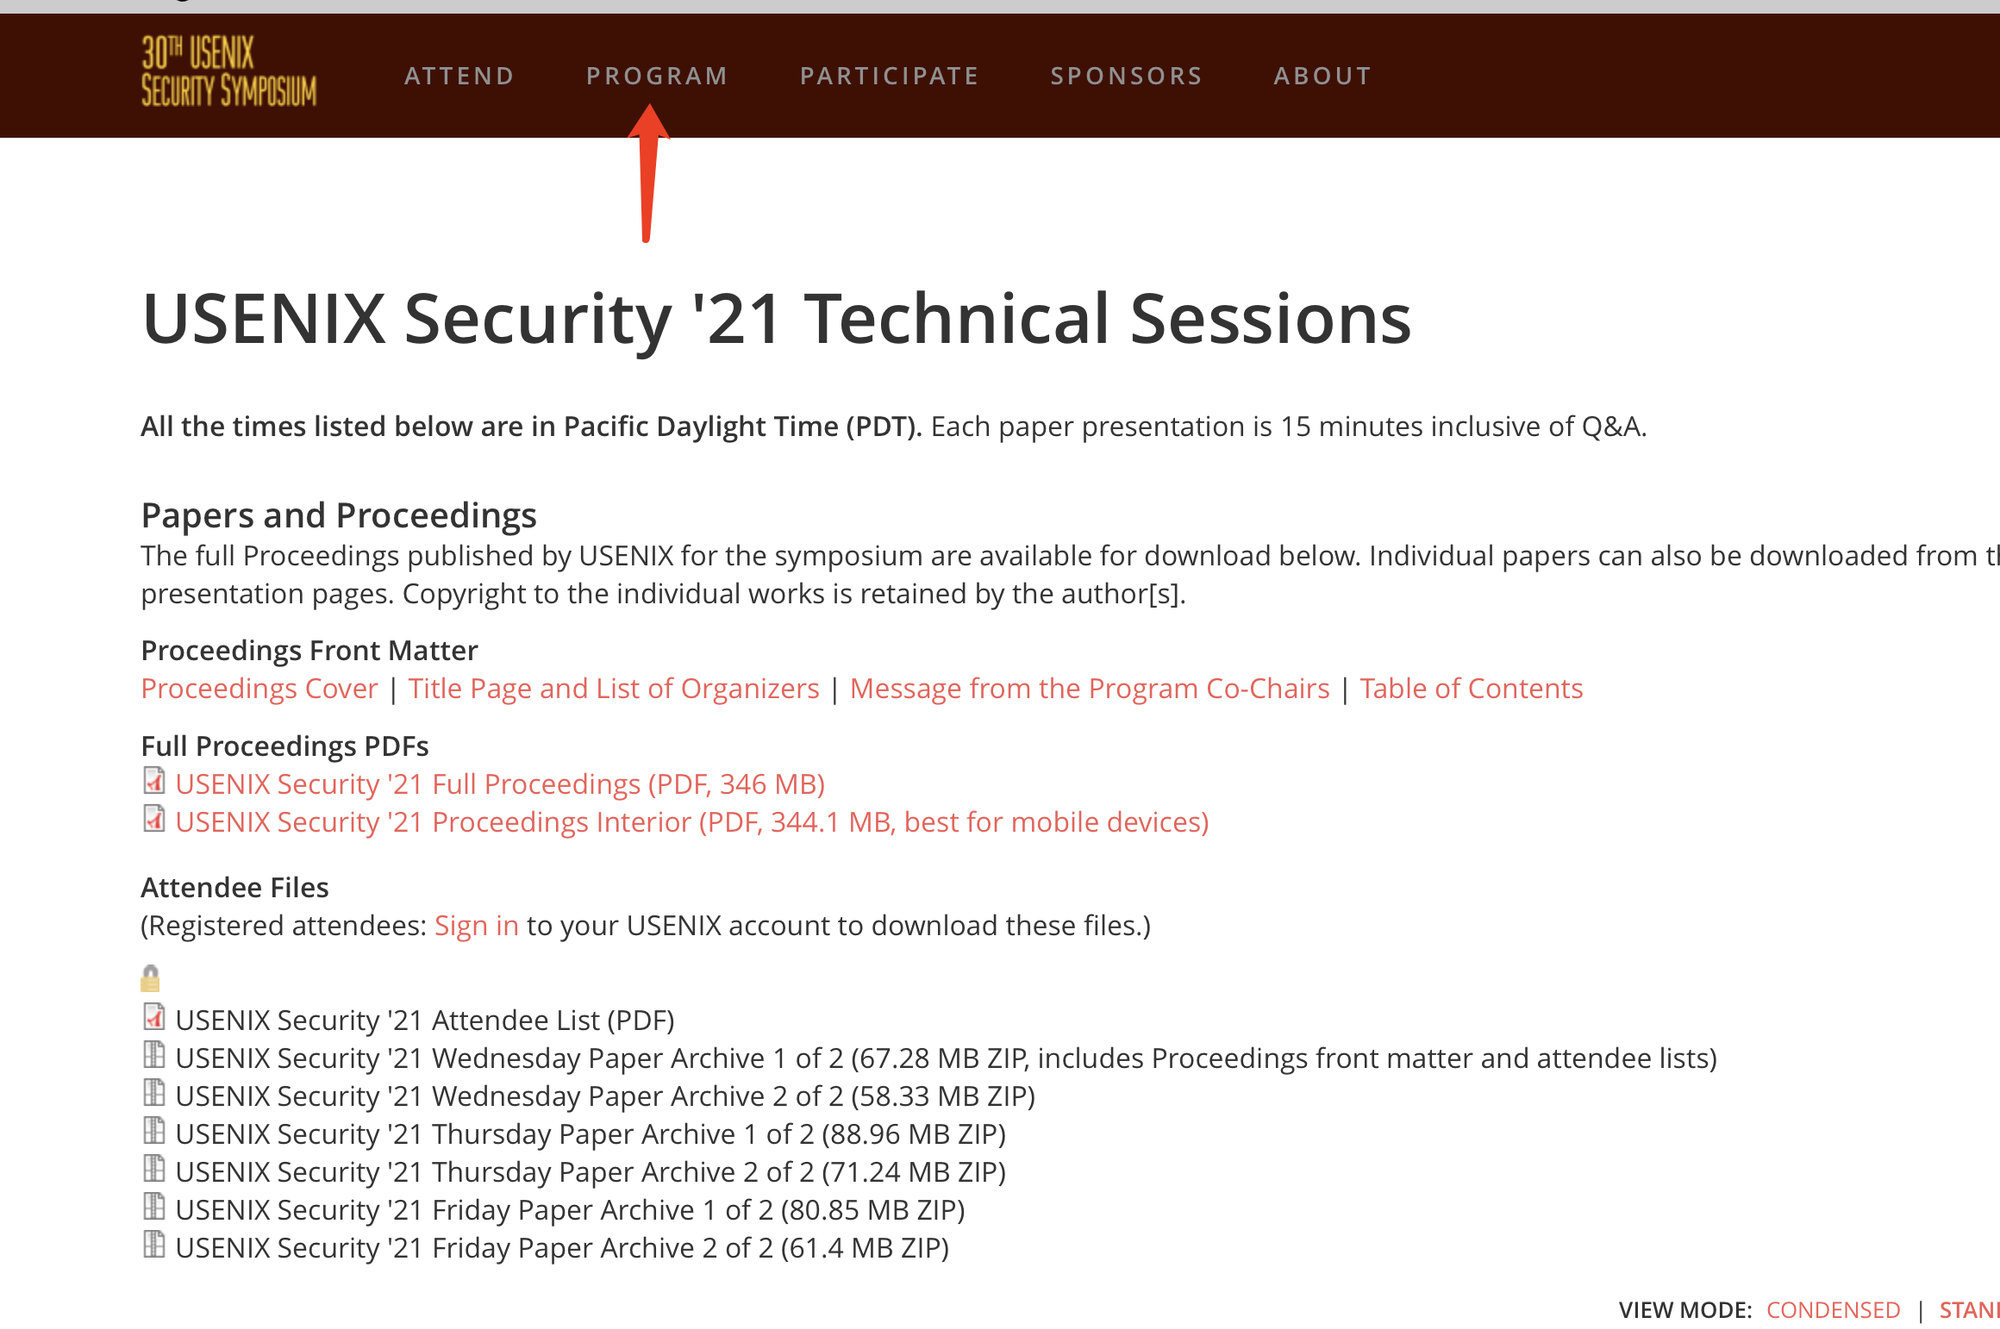 30TH USENIX
SECURITY SYMPOSIUM
ATTEND PROGRAM PARTICIPATE SPONSORS ABOUT
USENIX Security '21 Technical Sessions
All the times listed below are in Pacific Daylight Time (PDT). Each paper presentation is 15 minutes inclusive of Q&A.
Papers and Proceedings
The full Proceedings published by USENIX for the symposium are available for download below. Individual papers can also be downloaded from
presentation pages. Copyright to the individual works is retained by the author[s].
Proceedings Front Matter
Proceedings Cover | Title Page and List of Organizers | Message from the Program Co-Chairs | Table of Contents
Full Proceedings PDFs
USENIX Security '21 Full Proceedings (PDF, 346 MB)
USENIX Security '21 Proceedings Interior (PDF, 344.1 MB, best for mobile devices)
Attendee Files
(Registered attendees: Sign in to your USENIX account to download these files.)
USENIX Security '21 Attendee List (PDF)
USENIX Security '21 Wednesday Paper Archive 1 of 2 (67.28 MB ZIP, includes Proceedings front matter and attendee lists)
USENIX Security '21 Wednesday Paper Archive 2 of 2 (58.33 MB ZIP)
USENIX Security '21 Thursday Paper Archive 1 of 2 (88.96 MB ZIP)
USENIX Security '21 Thursday Paper Archive 2 of 2 (71.24 MB ZIP)
USENIX Security '21 Friday Paper Archive 1 of 2 (80.85 MB ZIP)
USENIX Security '21 Friday Paper Archive 2 of 2 (61.4 MB ZIP)
VIEW MODE: CONDENSED |